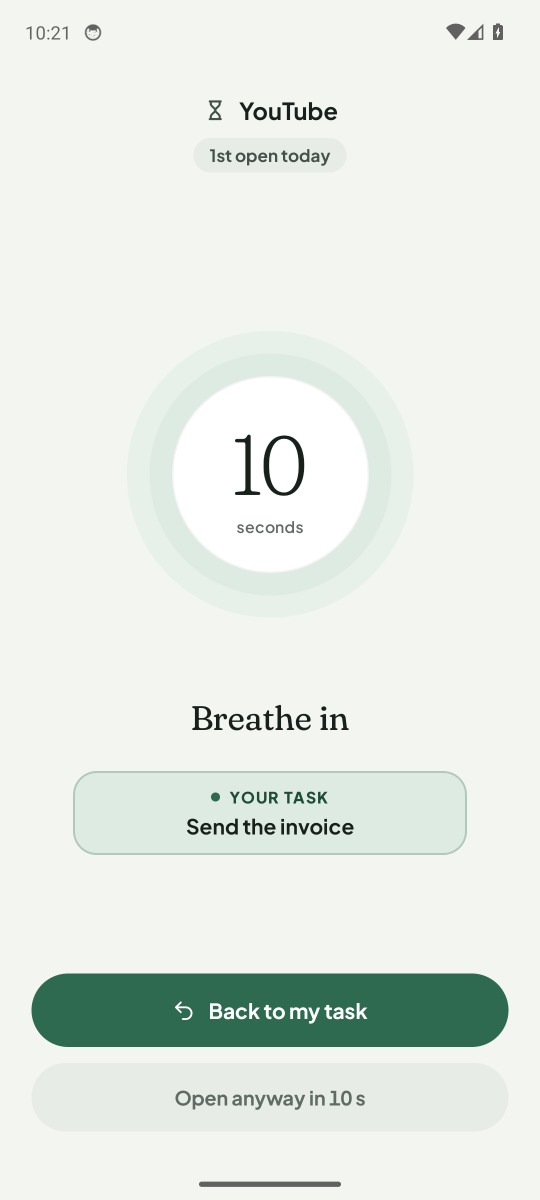 10:21
YouTube
1st open today
10
seconds
Breathe in
YOUR TASK
Send the invoice
Back to my task
Open anyway in 10 s